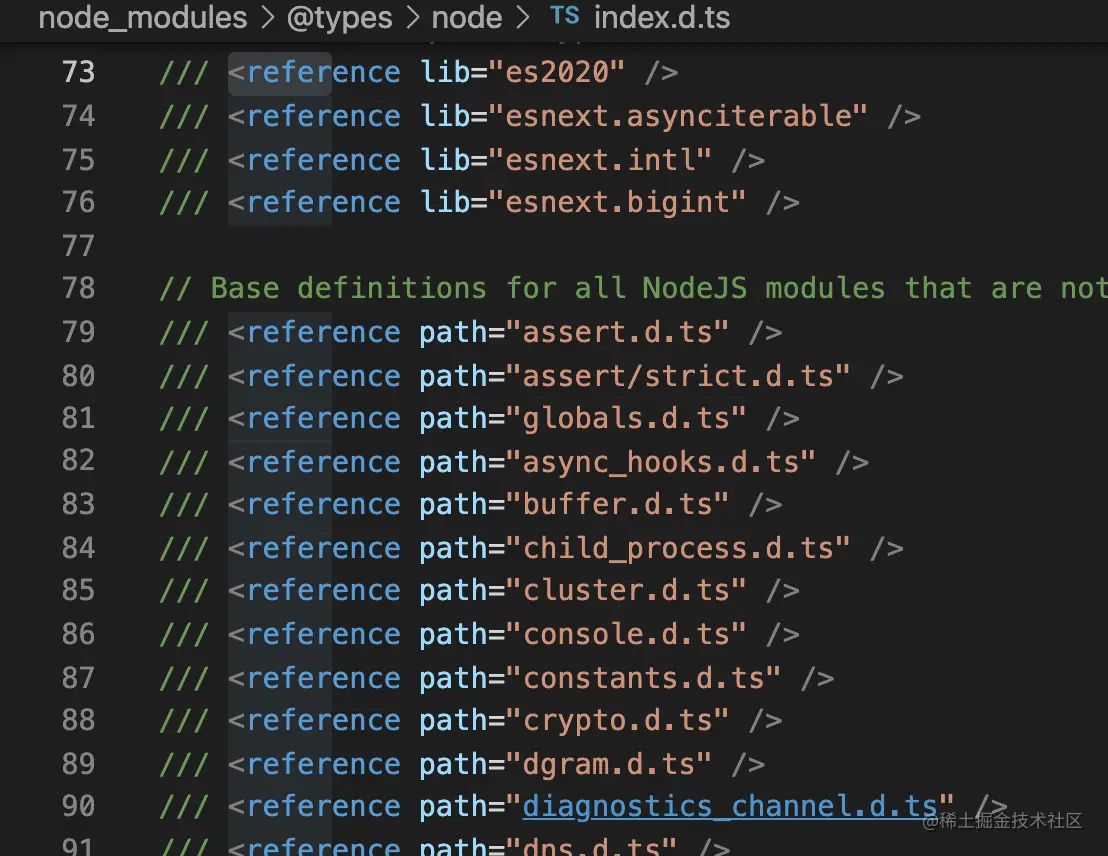 node_modules > @types > node > TS index.d.ts
73 /// <reference lib="es2020" />
74 /// <reference lib="esnext.asynciterable" />
75 /// <reference lib="esnext.intl" />
76 /// <reference lib="esnext.bigint" />
77
78 // Base definitions for all NodeJS modules that are not
79 /// <reference path="assert.d.ts" />
80 /// <reference path="assert/strict.d.ts" />
81 /// <reference path="globals.d.ts" />
82 /// <reference path="async_hooks.d.ts" />
83 /// <reference path="buffer.d.ts" />
84 /// <reference path="child_process.d.ts" />
85 /// <reference path="cluster.d.ts" />
86 /// <reference path="console.d.ts" />
87 /// <reference path="constants.d.ts" />
88 /// <reference path="crypto.d.ts" />
89 /// <reference path="dgram.d.ts" />
90 /// <reference path="diagnostics_channel.d.ts" />
@稀土掘金技术社区
91 /// <reference path="dns.d.ts" />